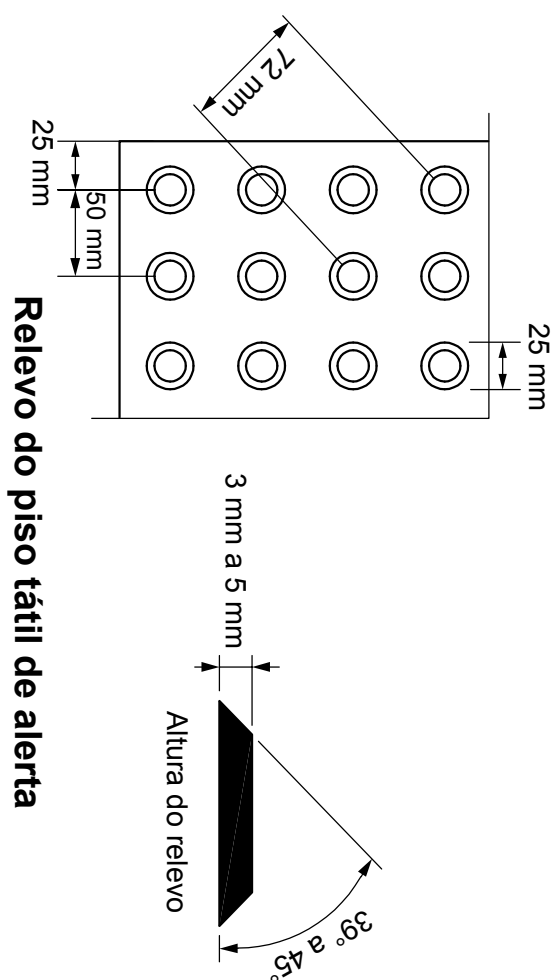 72 mm
25 mm
50 mm
25 mm
3 mm a 5 mm
39° a 45°
Altura do relevo
Relevo do piso tátil de alerta